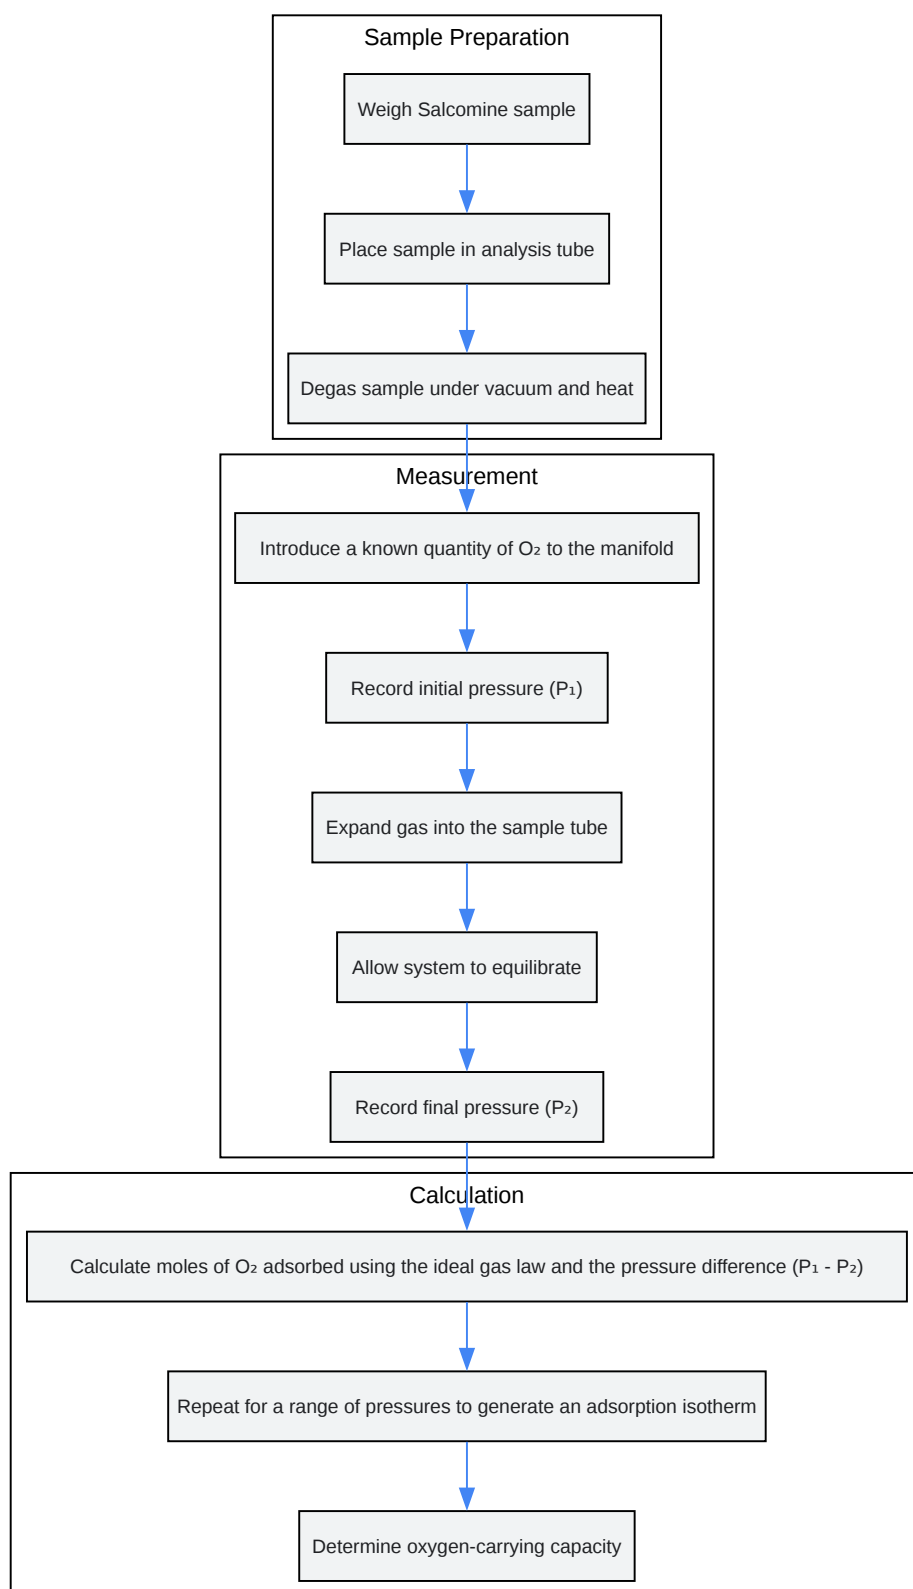 Sample Preparation
Weigh Salcomine sample
Place sample in analysis tube
Degas sample under vacuum and heat
Measurement
Introduce a known quantity of O₂ to the manifold
Record initial pressure (P₁)
Expand gas into the sample tube
Allow system to equilibrate
Record final pressure (P₂)
Calculation
Calculate moles of O₂ adsorbed using the ideal gas law and the pressure difference (P₁ - P₂)
Repeat for a range of pressures to generate an adsorption isotherm
Determine oxygen-carrying capacity